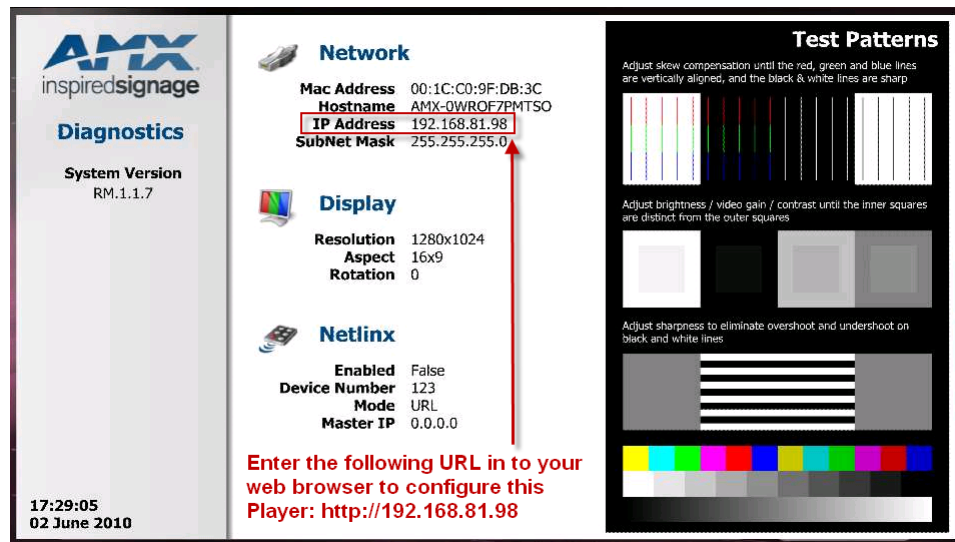 AMX
inspiredsignage
Diagnostics
System Version
RM.1.1.7
17:29:05
02 June 2010
Network
Mac Address 00:1C:C0:9F:DB:3C
Hostname AMX-0WROF7PMTSO
IP Address 192.168.81.98
SubNet Mask 255.255.255.0
Display
Resolution 1280x1024
Aspect 16x9
Rotation 0
Netlinx
Enabled False
Device Number 123
Mode URL
Master IP 0.0.0.0
Enter the following URL in to your
web browser to configure this
Player: http://192.168.81.98
Test Patterns
Adjust skew compensation until the red, green and blue lines
are vertically aligned, and the black & white lines are sharp
Adjust brightness / video gain / contrast until the inner squares
are distinct from the outer squares
Adjust sharpness to eliminate overshoot and undershoot on
black and white lines